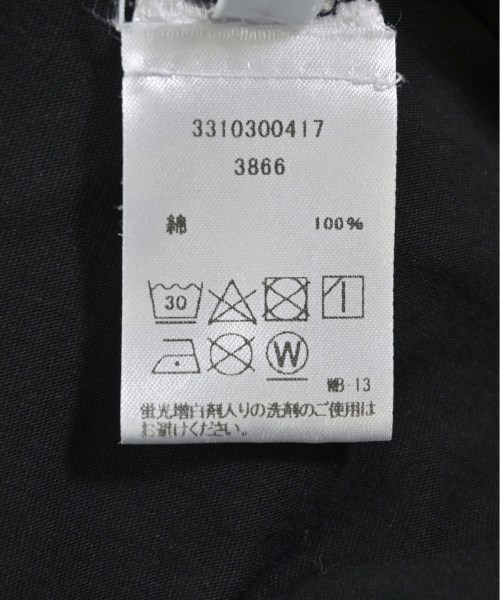 3310300417
3866
綿 100%
30
W
WB-13
蛍光増白剤入りの洗剤のご使用は
お避けください。